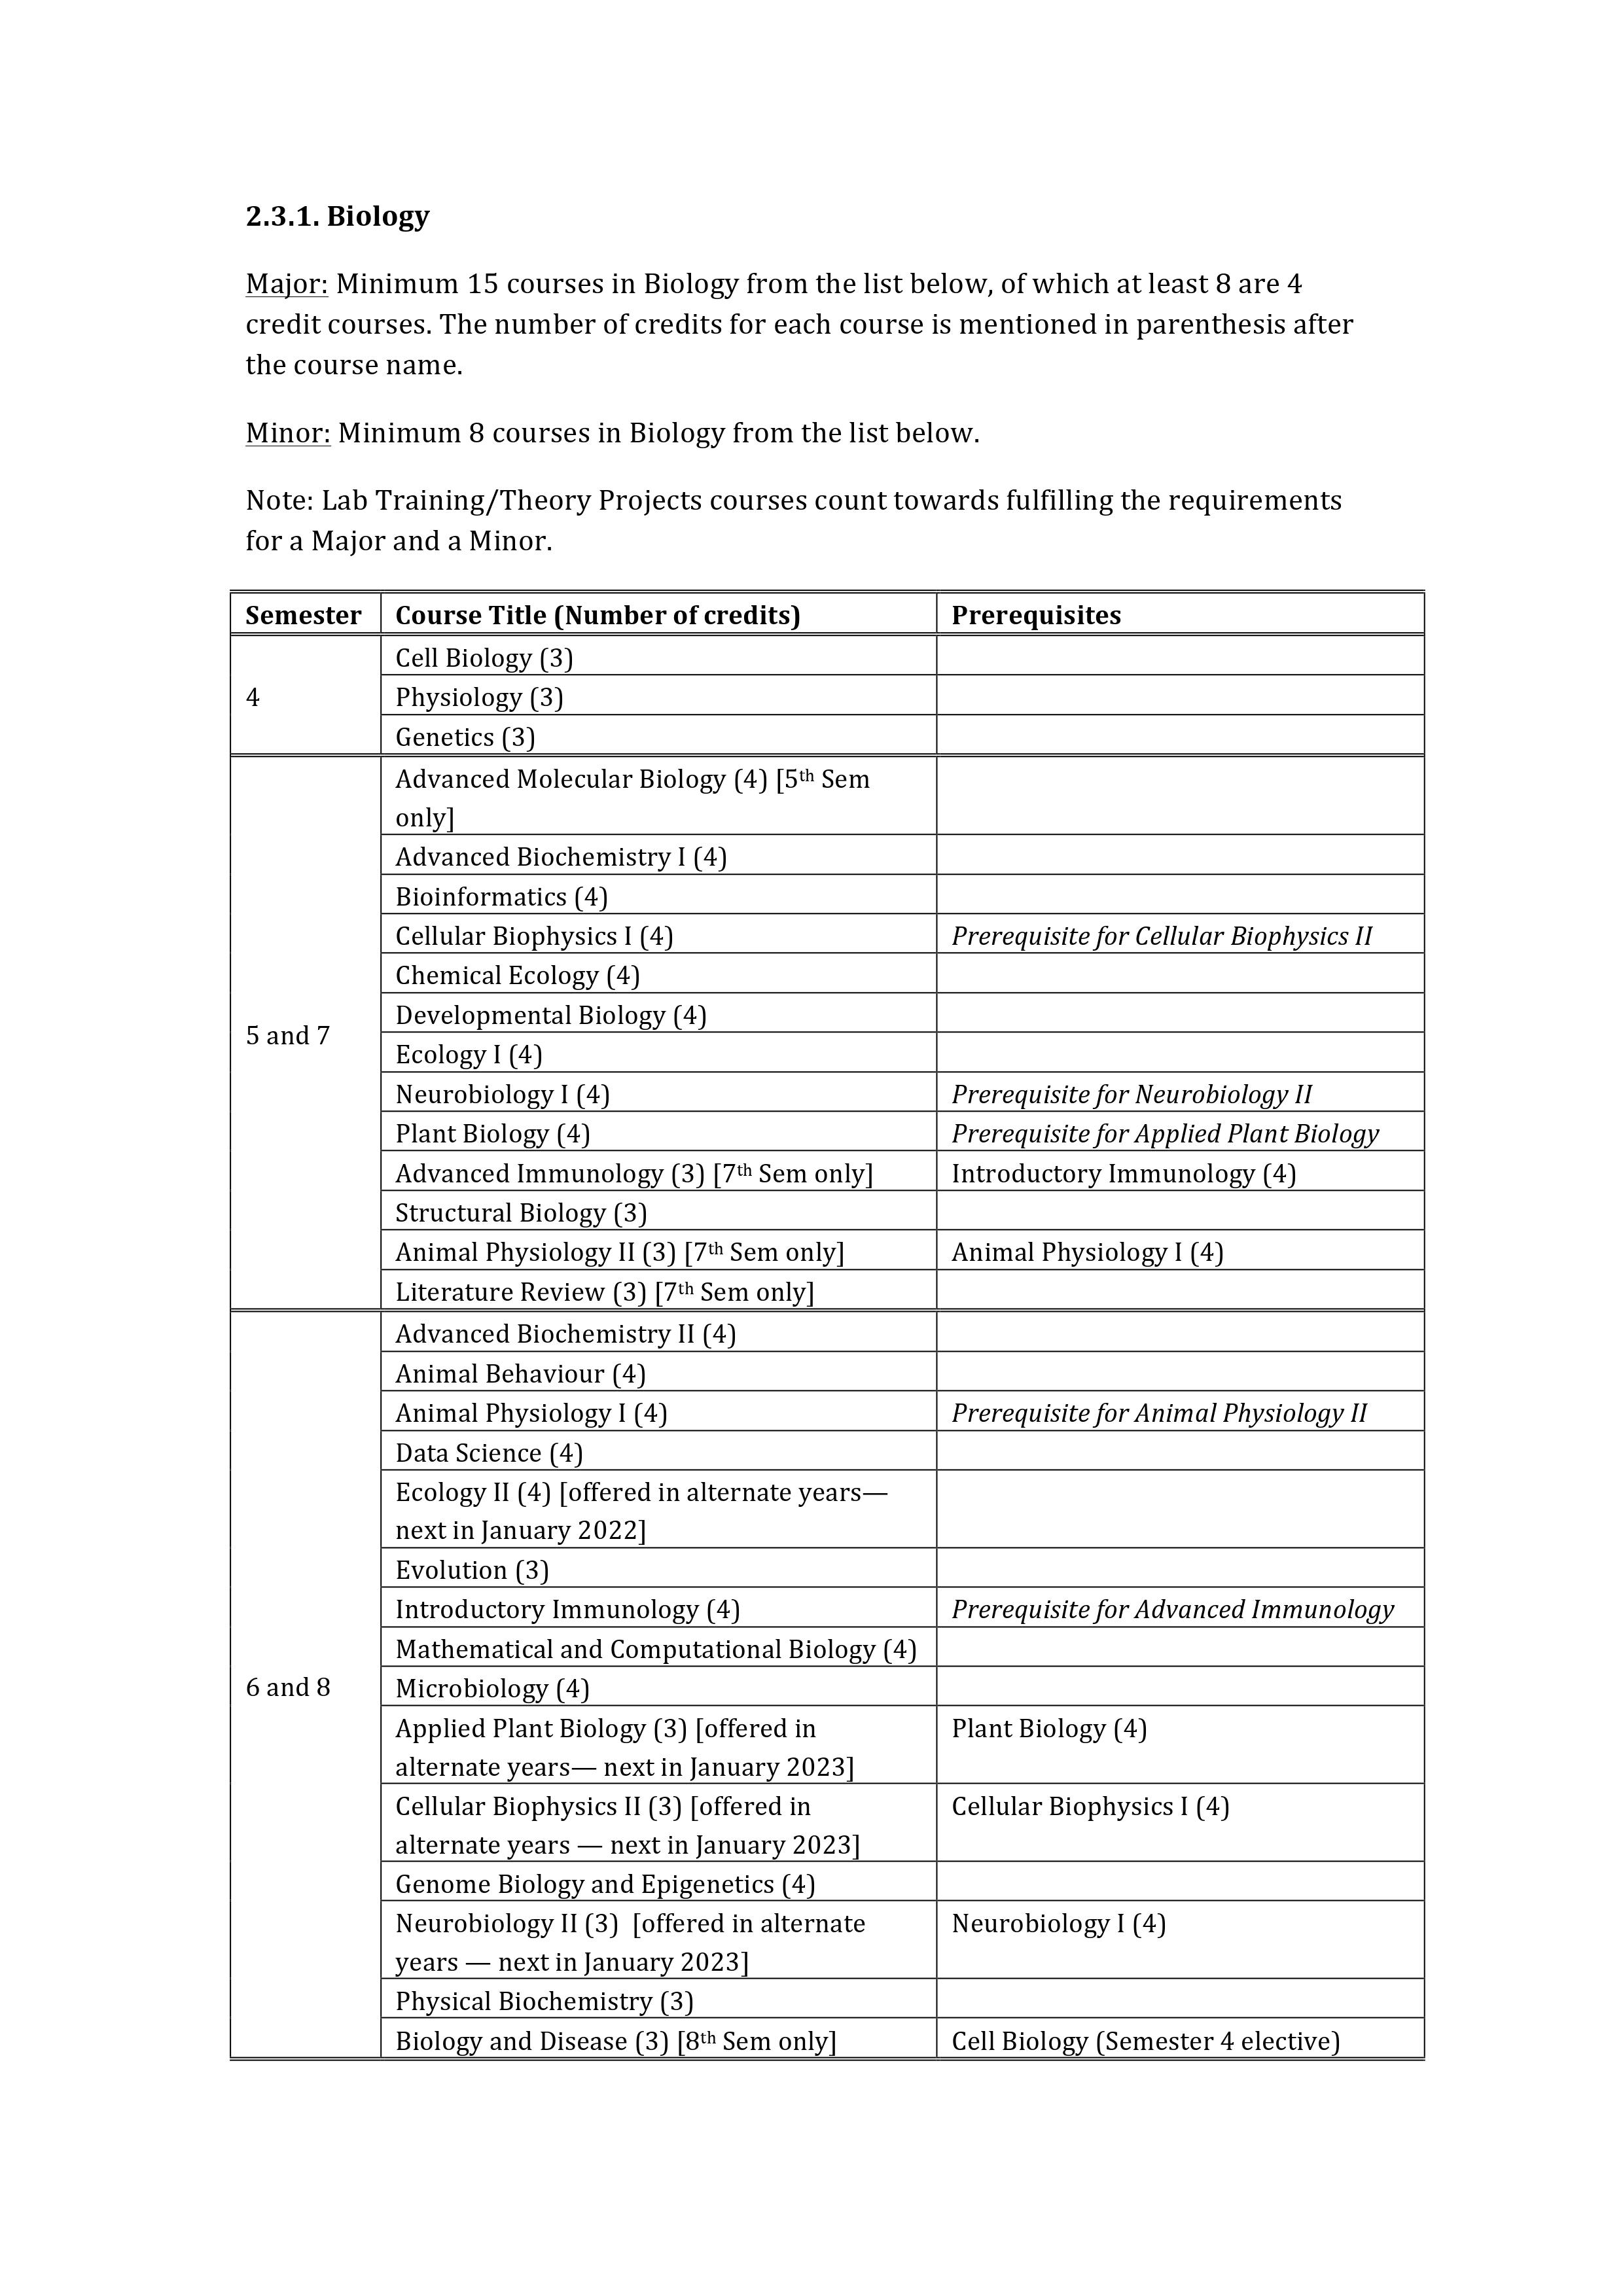 2.3.1. Biology
Major: Minimum 15 courses in Biology from the list below, of which at least 8 are 4
credit courses. The number of credits for each course is mentioned in parenthesis after
the course name.
Minor: Minimum 8 courses in Biology from the list below.
Note: Lab Training/Theory Projects courses count towards fulfilling the requirements
for a Major and a Minor.
Semester Course Title (Number of credits) Prerequisites
4
Cell Biology (3)
Physiology (3)
Genetics (3)
5 and 7
Advanced Molecular Biology (4) [5th Sem
only]
Advanced Biochemistry I (4)
Bioinformatics (4)
Cellular Biophysics I (4) Prerequisite for Cellular Biophysics II
Chemical Ecology (4)
Developmental Biology (4)
Ecology I (4)
Neurobiology I (4) Prerequisite for Neurobiology II
Plant Biology (4) Prerequisite for Applied Plant Biology
Advanced Immunology (3) [7th Sem only] Introductory Immunology (4)
Structural Biology (3)
Animal Physiology II (3) [7th Sem only] Animal Physiology I (4)
Literature Review (3) [7th Sem only]
6 and 8
Advanced Biochemistry II (4)
Animal Behaviour (4)
Animal Physiology I (4) Prerequisite for Animal Physiology II
Data Science (4)
Ecology II (4) [offered in alternate years—
next in January 2022]
Evolution (3)
Introductory Immunology (4) Prerequisite for Advanced Immunology
Mathematical and Computational Biology (4)
Microbiology (4)
Applied Plant Biology (3) [offered in Plant Biology (4)
alternate years— next in January 2023]
Cellular Biophysics II (3) [offered in Cellular Biophysics I (4)
alternate years — next in January 2023]
Genome Biology and Epigenetics (4)
Neurobiology II (3) [offered in alternate Neurobiology I (4)
years — next in January 2023]
Physical Biochemistry (3)
Biology and Disease (3) [8th Sem only] Cell Biology (Semester 4 elective)